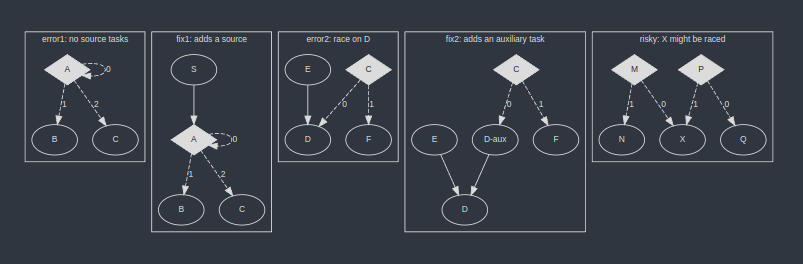 error1: no source tasks
A
0
1
2
B
C
fix1: adds a source
S
A
0
1
2
B
C
error2: race on D
E
C
0
1
D
F
fix2: adds an auxiliary task
C
0
1
E
D-aux
F
D
risky: X might be raced
M
P
1
0
1
0
N
X
Q